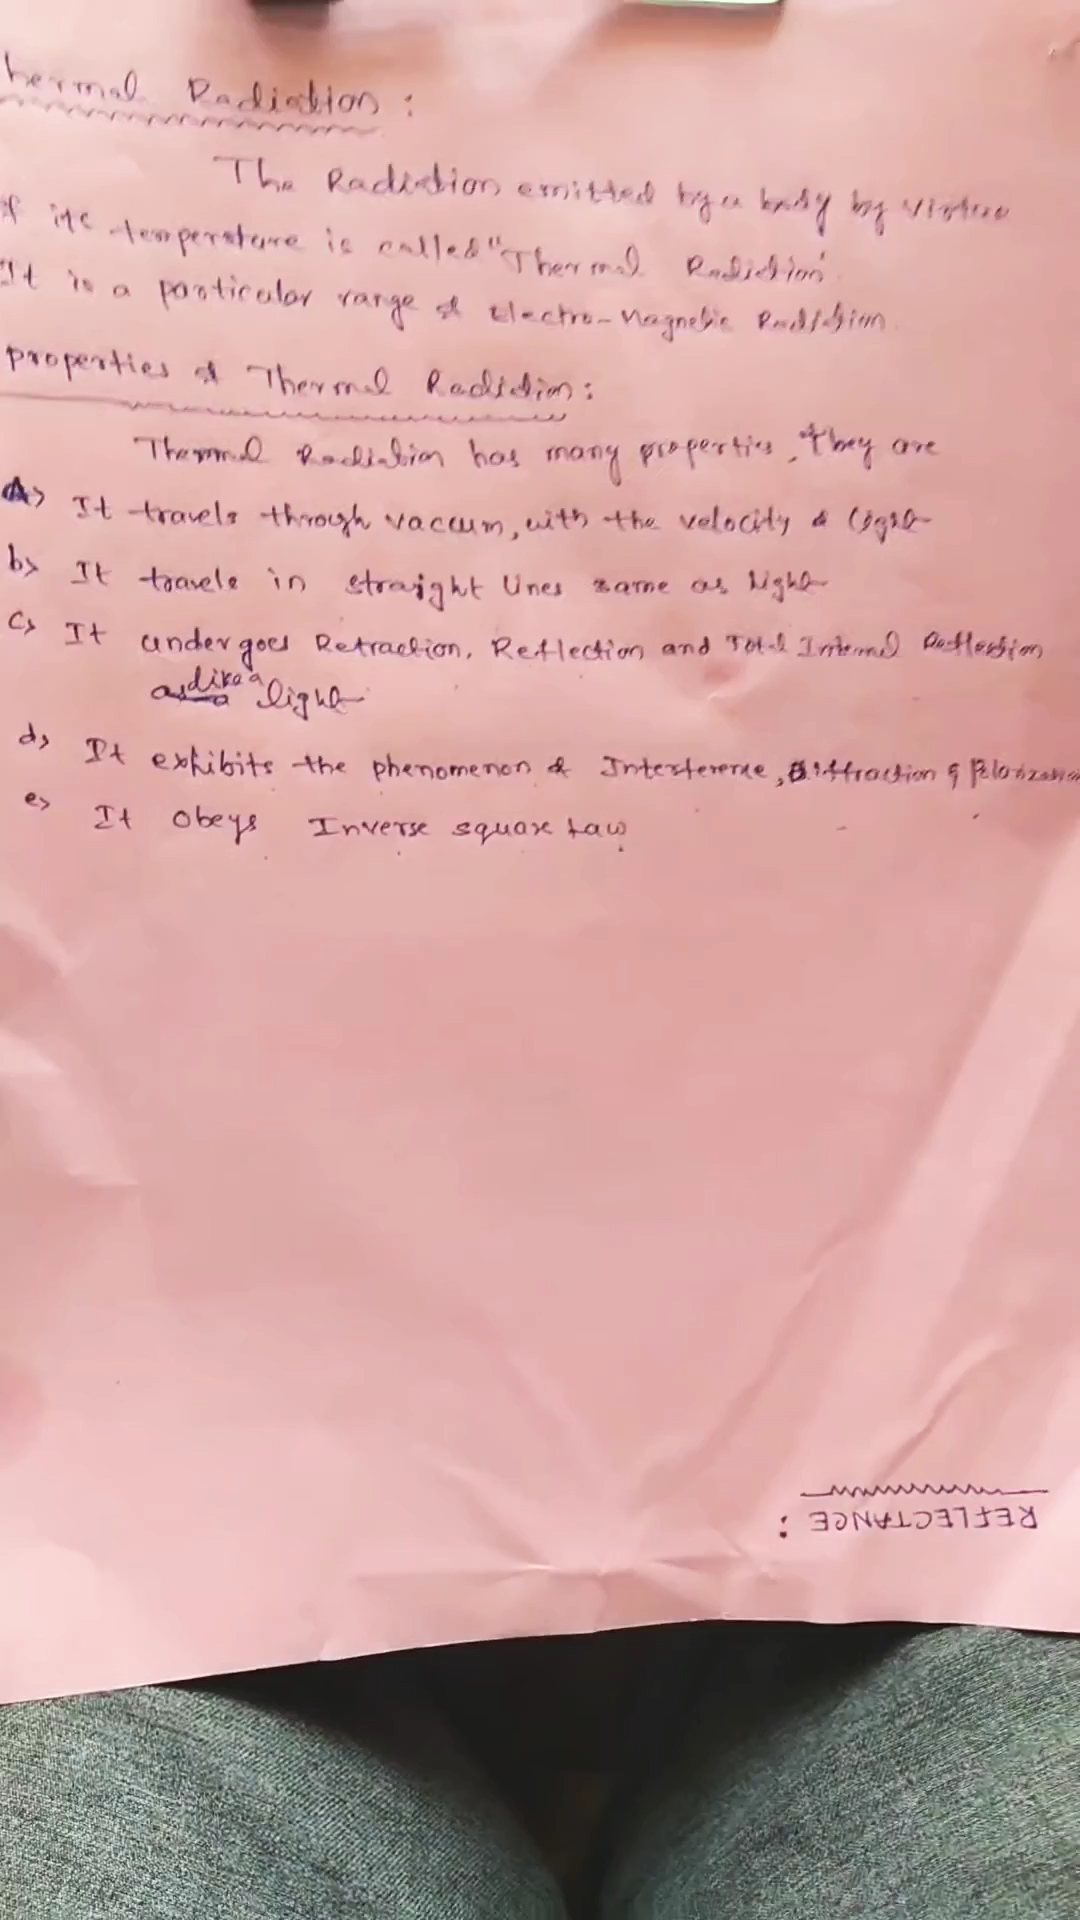 hermal Radiation :
The Radiation emitted by a body by virtue
of its temperature is called "Thermal Radiation"
It is a particular range of Electro-Magnetic Radiation.
properties of Thermal Radiation:
Thermal Radiation has many properties, they are
A> It travels through vaccum, with the velocity of light
b> It travels in straight lines same as light
c> It undergoes Refraction, Reflection and Total Internal Reflection
as like a light
d> It exhibits the phenomenon of Interference, Diffraction & Polarization
e> It obeys Inverse square Law
REFLECTANCE :